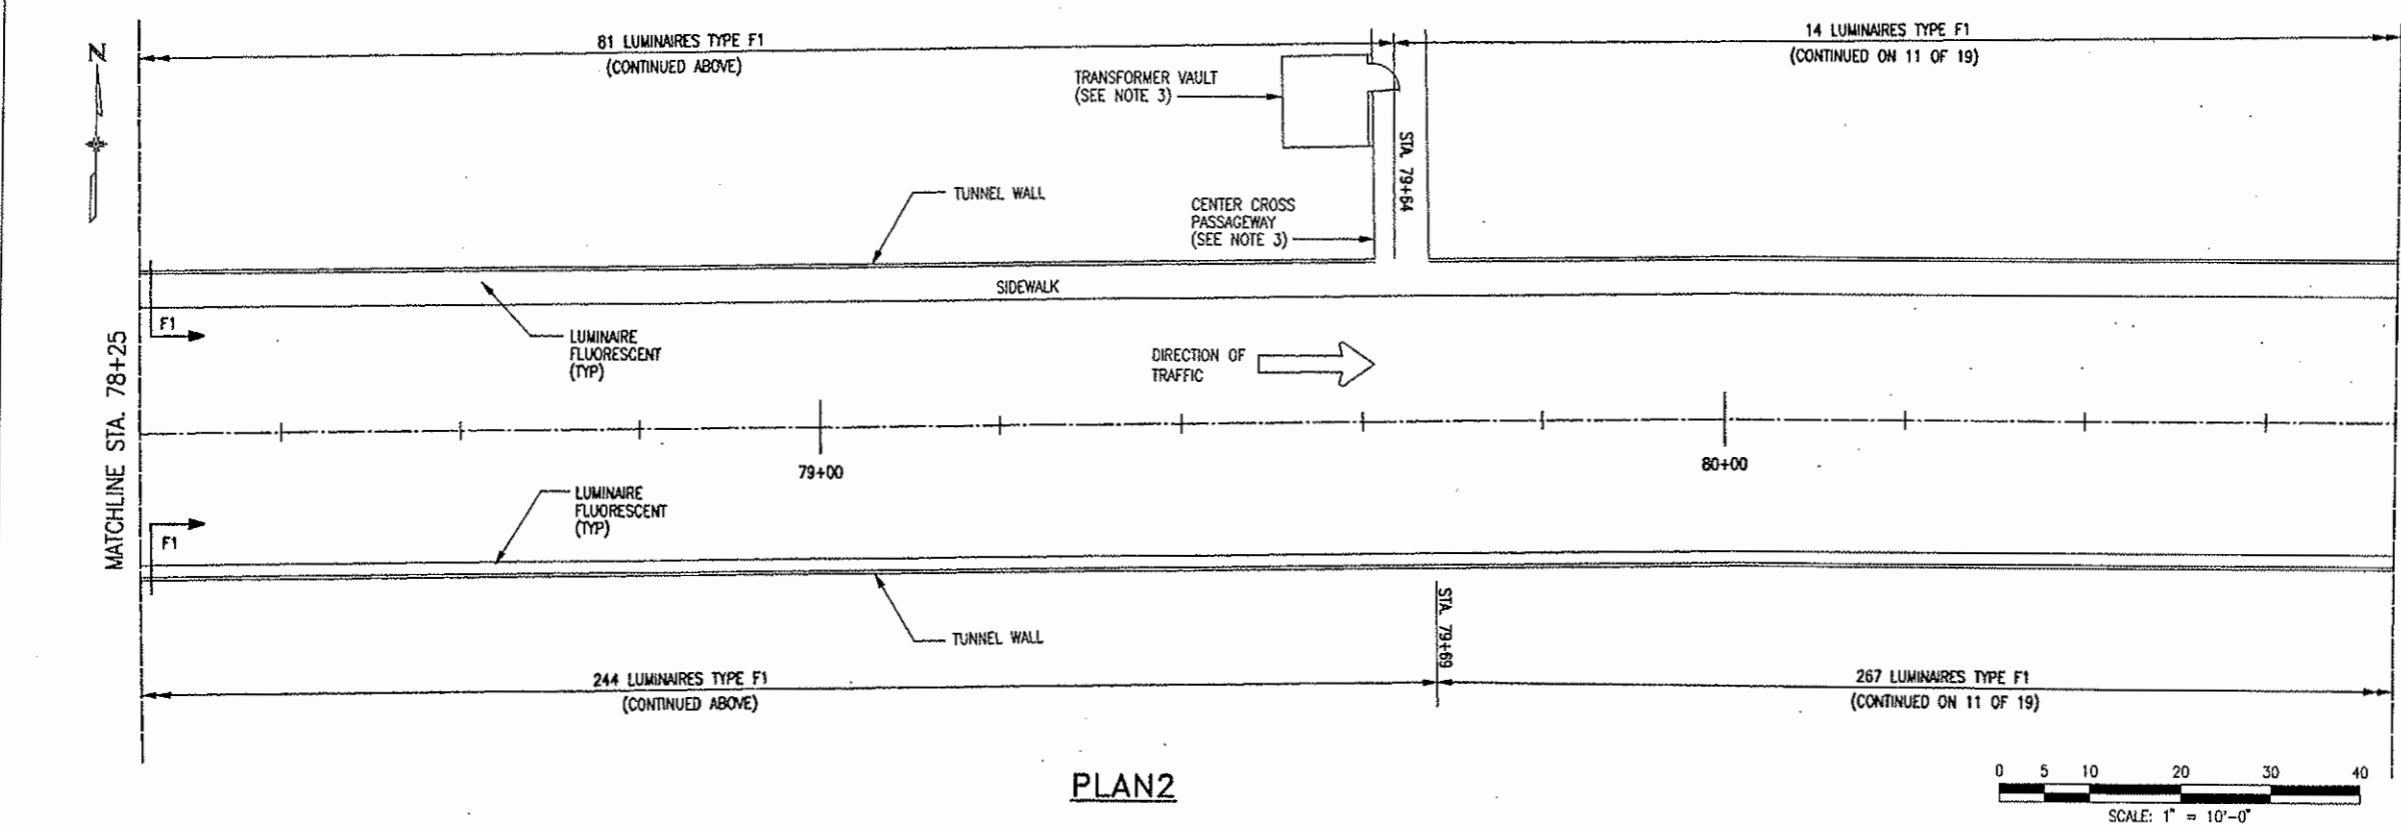 81 LUMINAIRES TYPE F1
(CONTINUED ABOVE)
14 LUMINAIRES TYPE F1
(CONTINUED ON 11 OF 19)
N
TRANSFORMER VAULT
(SEE NOTE 3)
STA. 79+64
TUNNEL WALL
CENTER CROSS
PASSAGEWAY
(SEE NOTE 3)
SIDEWALK
F1
LUMINAIRE
FLUORESCENT
(TYP)
DIRECTION OF
TRAFFIC
MATCHLINE STA. 78+25
79+00
80+00
LUMINAIRE
FLUORESCENT
(TYP)
F1
TUNNEL WALL
STA. 79+69
244 LUMINAIRES TYPE F1
(CONTINUED ABOVE)
267 LUMINAIRES TYPE F1
(CONTINUED ON 11 OF 19)
PLAN2
0 5 10 20 30 40
SCALE: 1" = 10'-0"